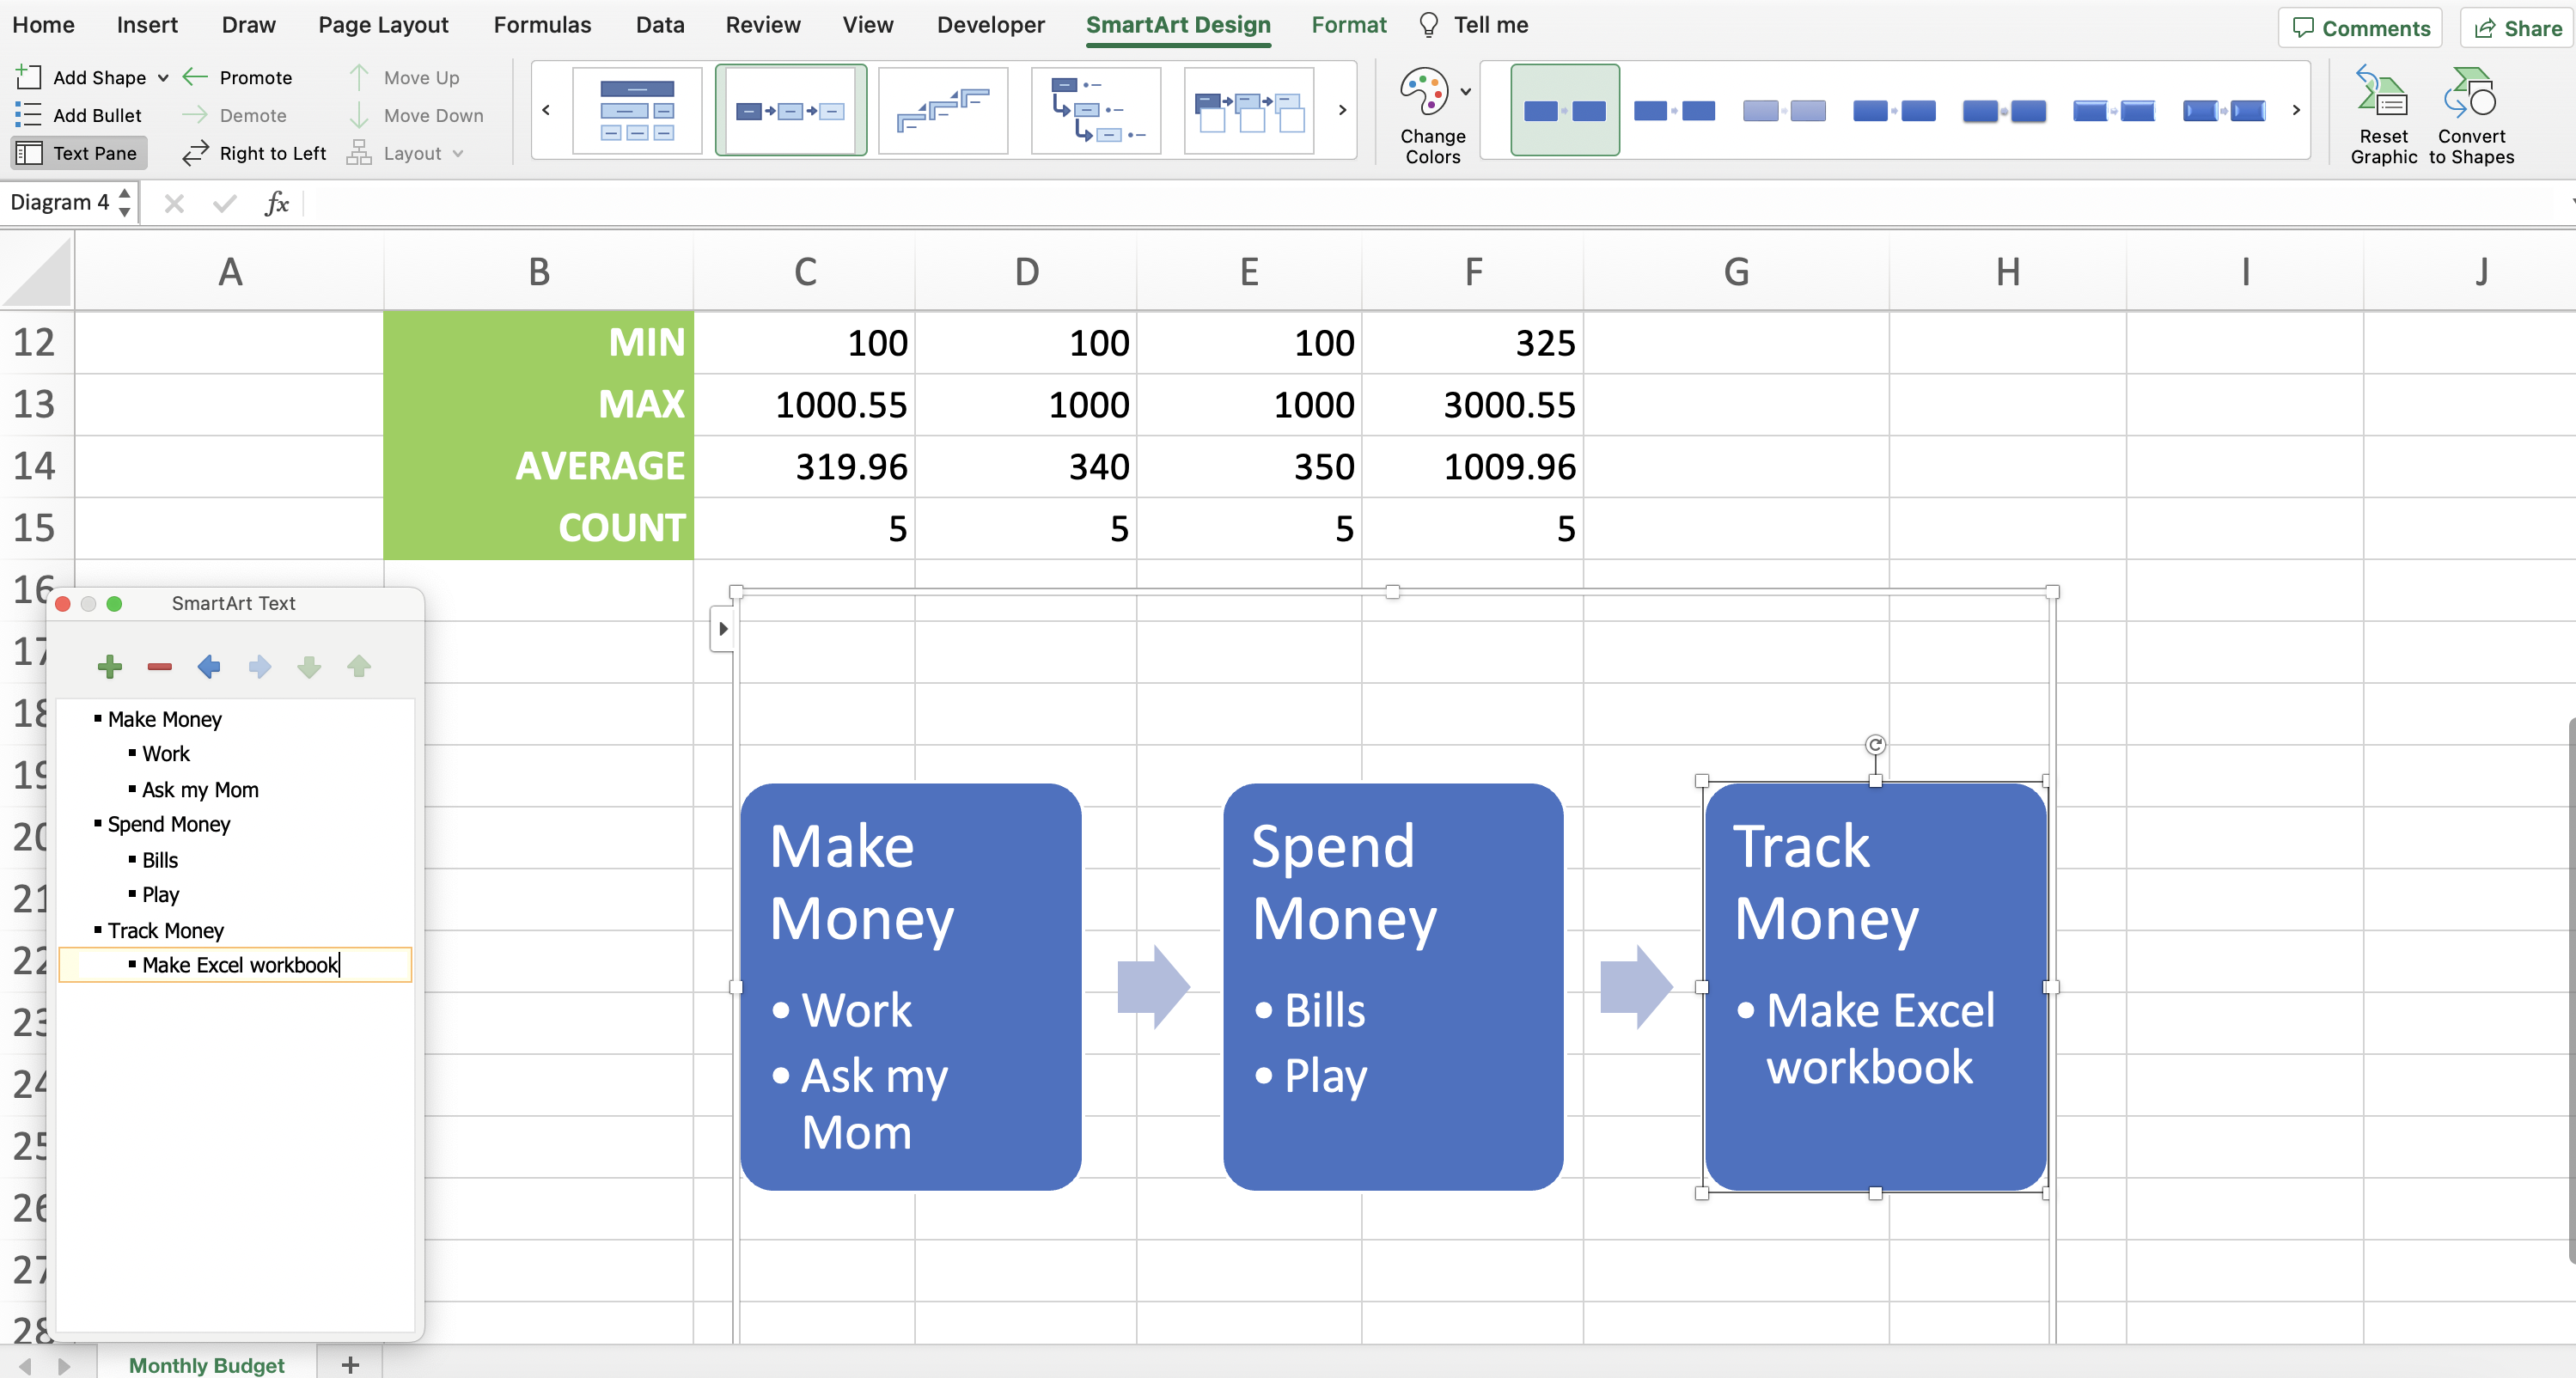 Home Insert Draw Page Layout Formulas Data Review View Developer SmartArt Design Format Tell me Comments Share
Add Shape Promote Move Up
Add Bullet Demote Move Down
Text Pane Right to Left Layout
Change
Colors
Reset
Graphic
Convert
to Shapes
Diagram 4 fx
A B C D E F G H I J
12 MIN 100 100 100 325
13 MAX 1000.55 1000 1000 3000.55
14 AVERAGE 319.96 340 350 1009.96
15 COUNT 5 5 5 5
16
17
18
19
20
21
22
23
24
25
26
27
28
SmartArt Text
▪ Make Money
▪ Work
▪ Ask my Mom
▪ Spend Money
▪ Bills
▪ Play
▪ Track Money
▪ Make Excel workbook
Make
Money
• Work
• Ask my
Mom
Spend
Money
• Bills
• Play
Track
Money
• Make Excel
workbook
Monthly Budget +